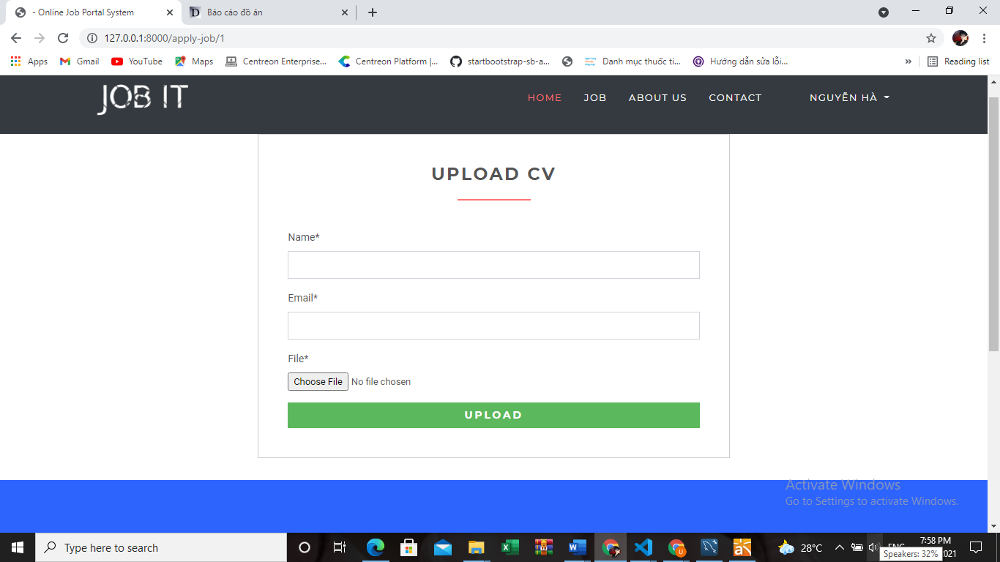 - Online Job Portal System
Báo cáo đồ án
127.0.0.1:8000/apply-job/1
Apps
Gmail
YouTube
Maps
Centreon Enterprise...
Centreon Platform |...
startbootstrap-sb-a...
Danh mục thuốc ti...
Hướng dẫn sửa lỗi...
»
Reading list
JOB IT
HOME
JOB
ABOUT US
CONTACT
NGUYỄN HÀ
UPLOAD CV
Name*
Email*
File*
Choose File No file chosen
UPLOAD
Activate Windows
Go to Settings to activate Windows.
Type here to search
28°C
7:58 PM
021
Speakers: 32%